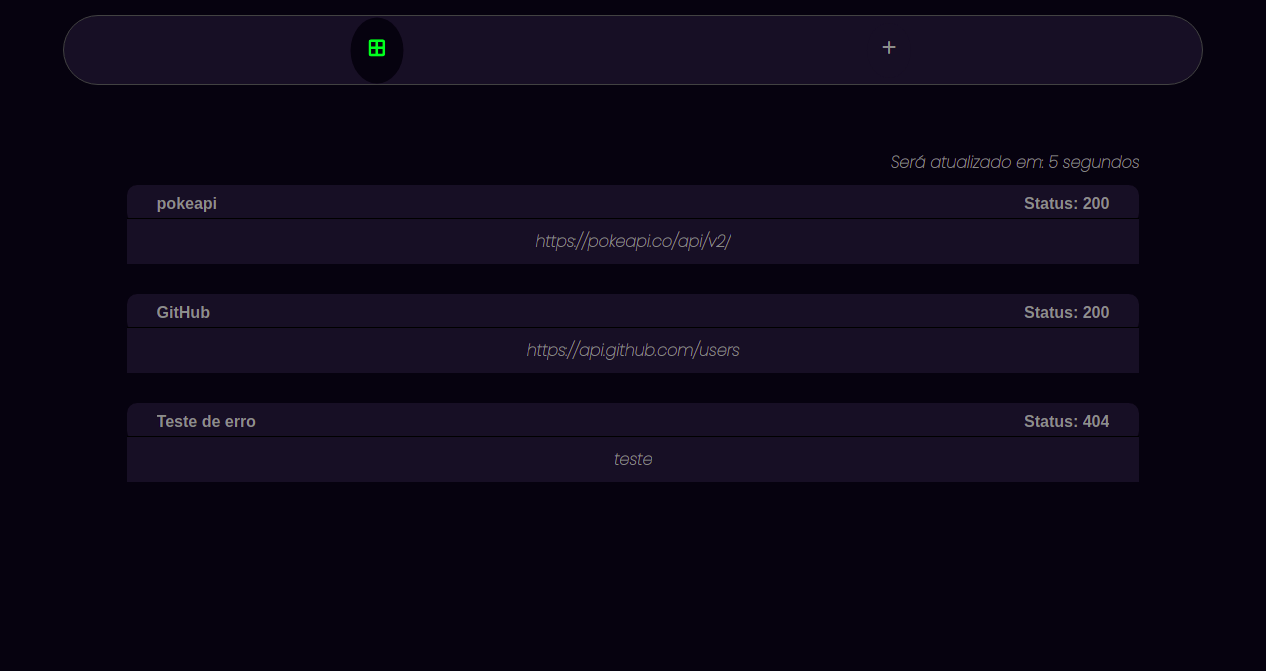 +
Será atualizado em: 5 segundos
pokeapi Status: 200
https://pokeapi.co/api/v2/
GitHub Status: 200
https://api.github.com/users
Teste de erro Status: 404
teste